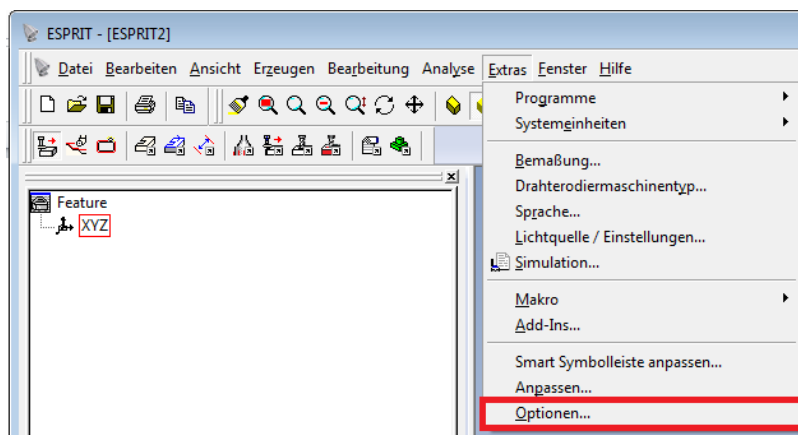 ESPRIT - [ESPRIT2]
Datei Bearbeiten Ansicht Erzeugen Bearbeitung Analyse Extras Fenster Hilfe
Programme
Systemeinheiten
Bemaßung...
Drahterodiermaschinentyp...
Sprache...
Lichtquelle / Einstellungen...
Simulation...
Makro
Add-Ins...
Smart Symbolleiste anpassen...
Anpassen...
Optionen...
Feature
XYZ